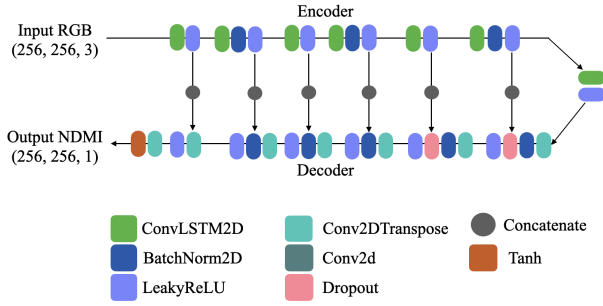 Encoder
Input RGB
(256, 256, 3)
Output NDMI
(256, 256, 1)
Decoder
ConvLSTM2D
Conv2DTranspose
Concatenate
BatchNorm2D
Conv2d
Tanh
LeakyReLU
Dropout